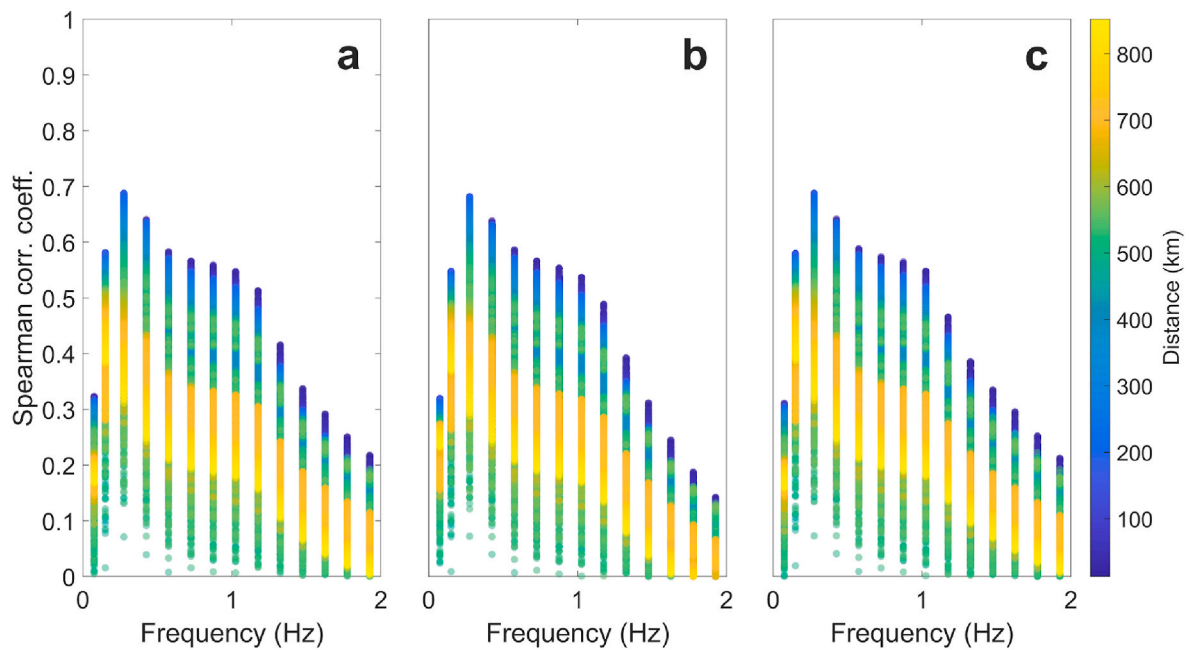 a
b
c
1
0.9
0.8
0.7
0.6
0.5
0.4
0.3
0.2
0.1
0
Spearman corr. coeff.
0 1 2
0 1 2
0 1 2
Frequency (Hz)
Frequency (Hz)
Frequency (Hz)
800
700
600
500
400
300
200
100
Distance (km)